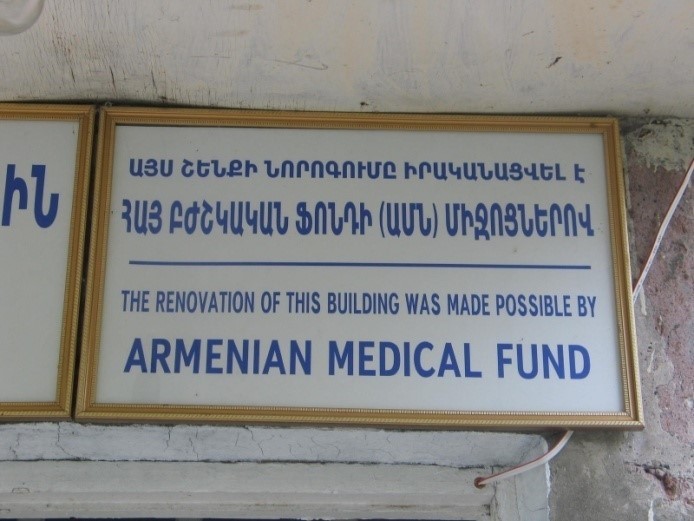 ԻՆ
ԱՅՍ ՇԵՆՔԻ ՆՈՐՈԳՈՒՄԸ ԻՐԱԿԱՆԱՑՎԵԼ Է
ՀԱՅ ԲԺՇԿԱԿԱՆ ՖՈՆԴԻ (ԱՄՆ) ՄԻՋՈՑՆԵՐՈՎ
THE RENOVATION OF THIS BUILDING WAS MADE POSSIBLE BY
ARMENIAN MEDICAL FUND